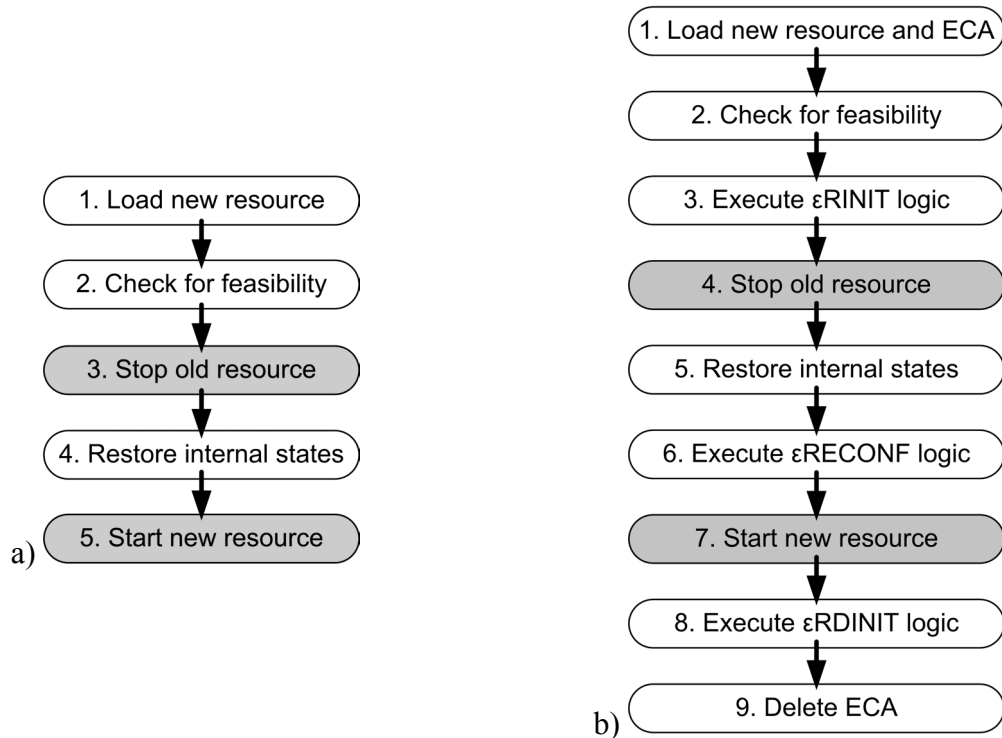 1. Load new resource
2. Check for feasibility
3. Stop old resource
4. Restore internal states
5. Start new resource
a)
1. Load new resource and ECA
2. Check for feasibility
3. Execute εRINIT logic
4. Stop old resource
5. Restore internal states
6. Execute εRECONF logic
7. Start new resource
8. Execute εRDINIT logic
9. Delete ECA
b)